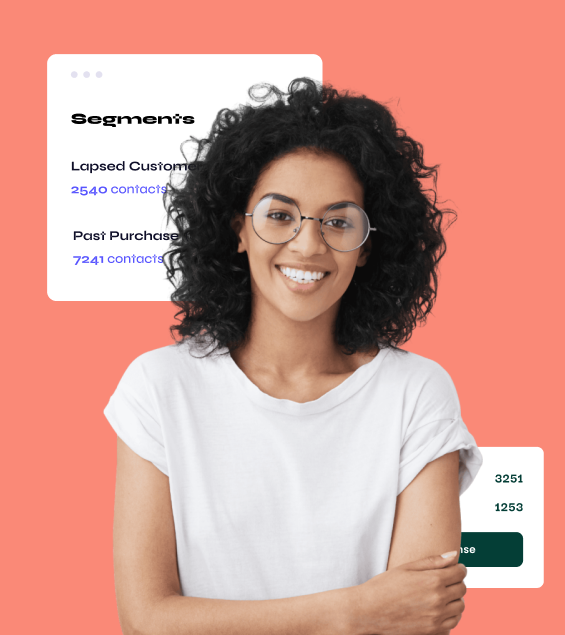 Segments
Lapsed Custome
2540 contacts
Past Purchase
7241 contacts
3251
1253
nse